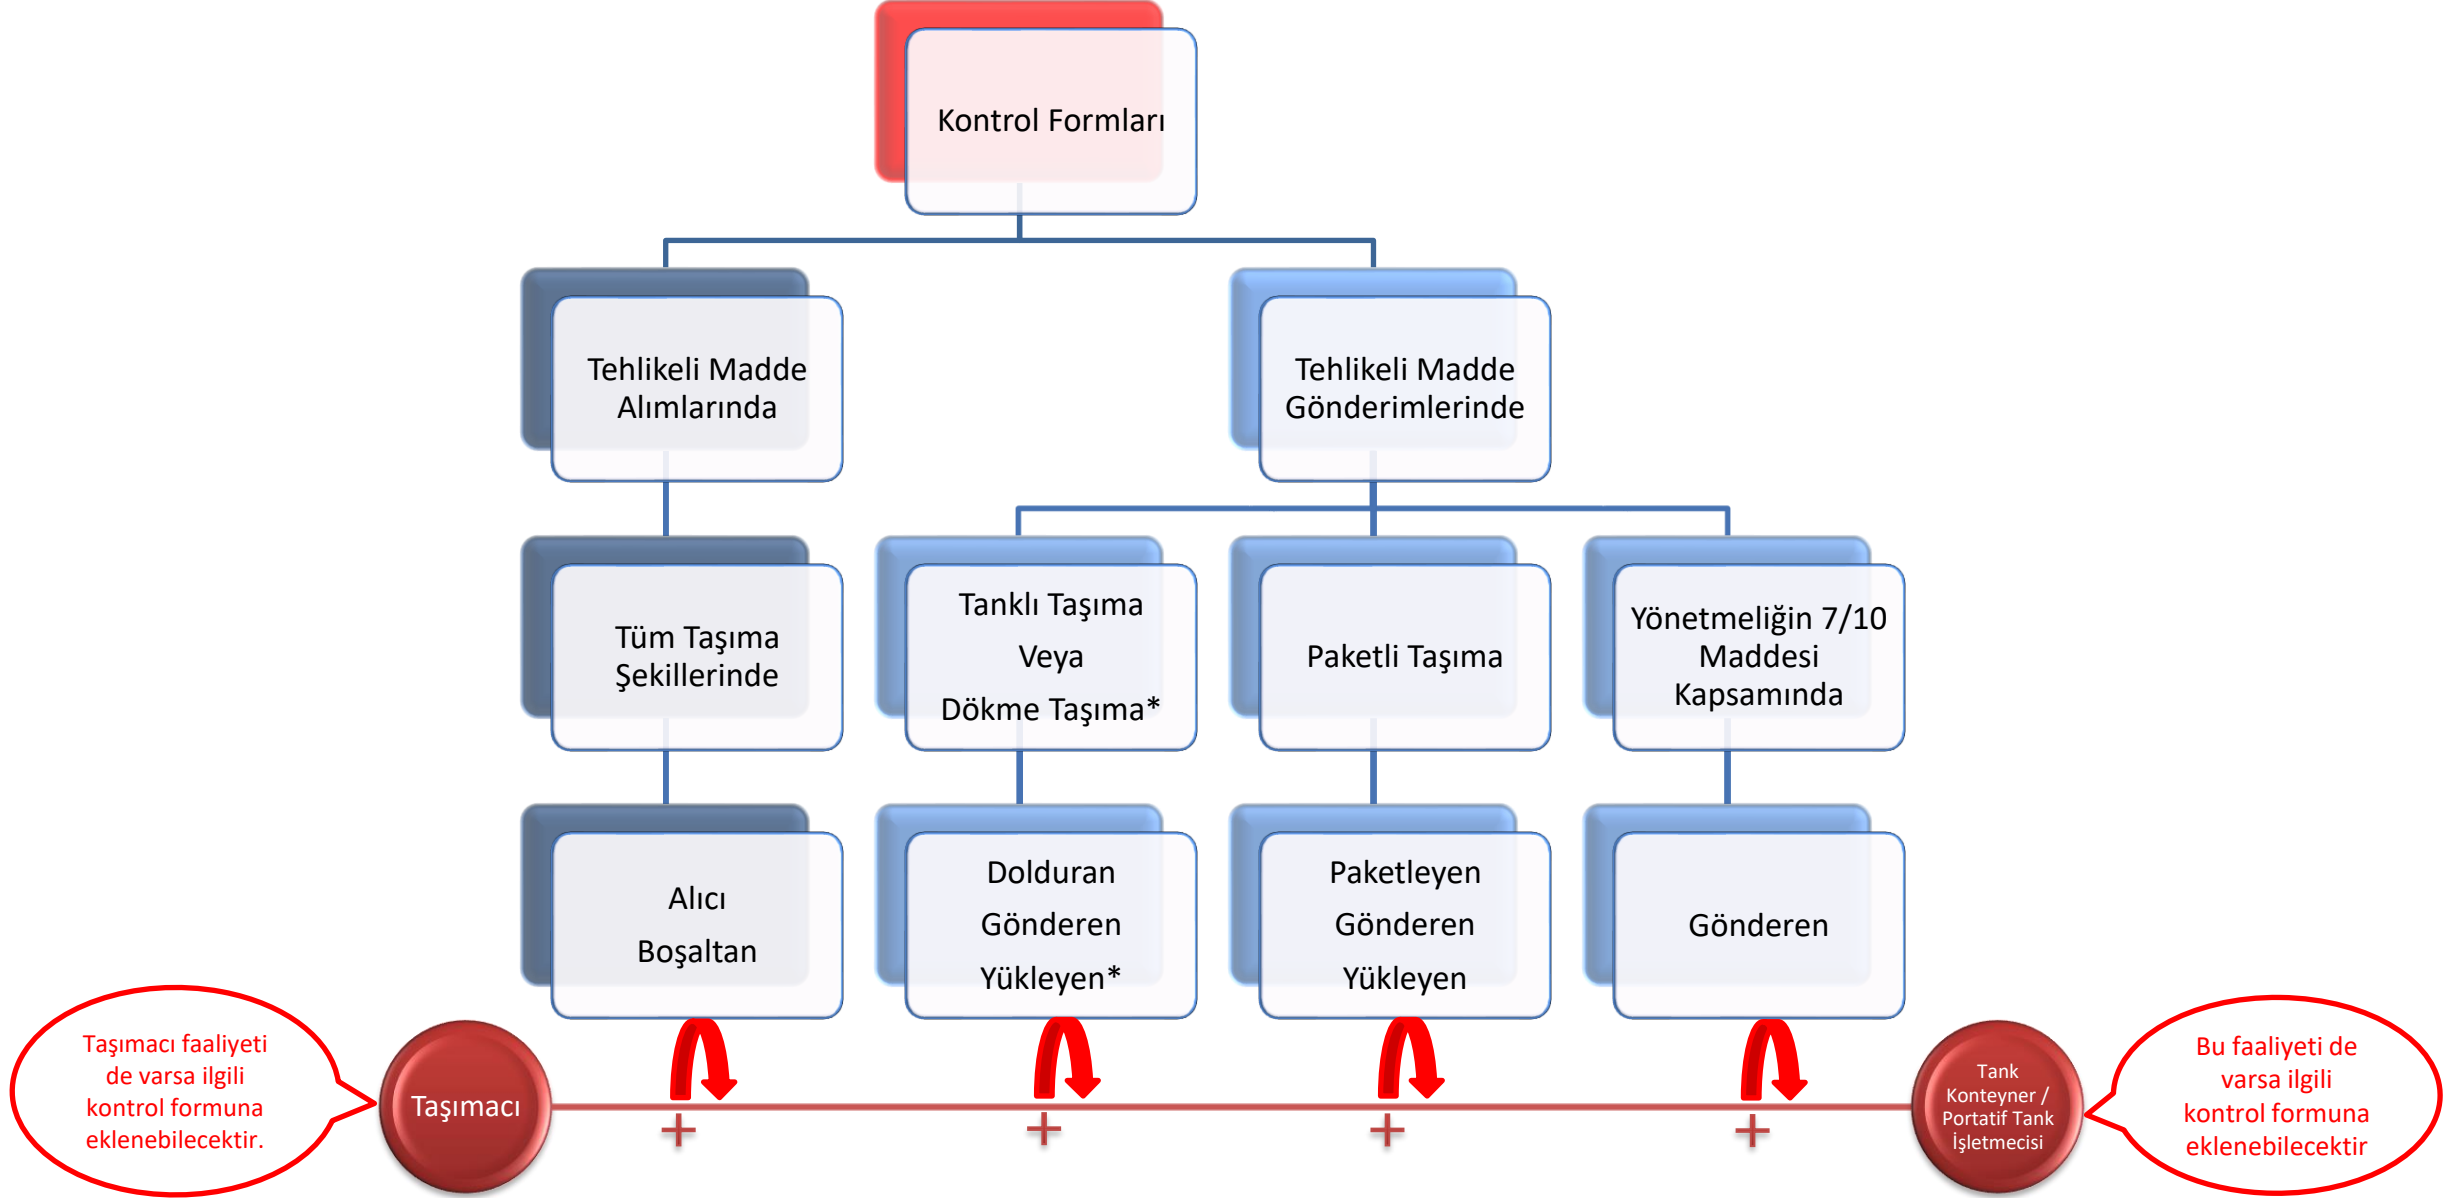 Kontrol Formları
Tehlikeli Madde
Alımlarında
Tehlikeli Madde
Gönderimlerinde
Tüm Taşıma
Şekillerinde
Tanklı Taşıma
Veya
Dökme Taşıma*
Paketli Taşıma
Yönetmeliğin 7/10
Maddesi
Kapsamında
Alıcı
Boşaltan
Dolduran
Gönderen
Yükleyen*
Paketleyen
Gönderen
Yükleyen
Gönderen
Taşımacı faaliyeti
de varsa ilgili
kontrol formuna
eklenebilecektir.
Taşımacı
+
+
+
+
Tank
Konteyner /
Portatif Tank
İşletmecisi
Bu faaliyeti de
varsa ilgili
kontrol formuna
eklenebilecektir